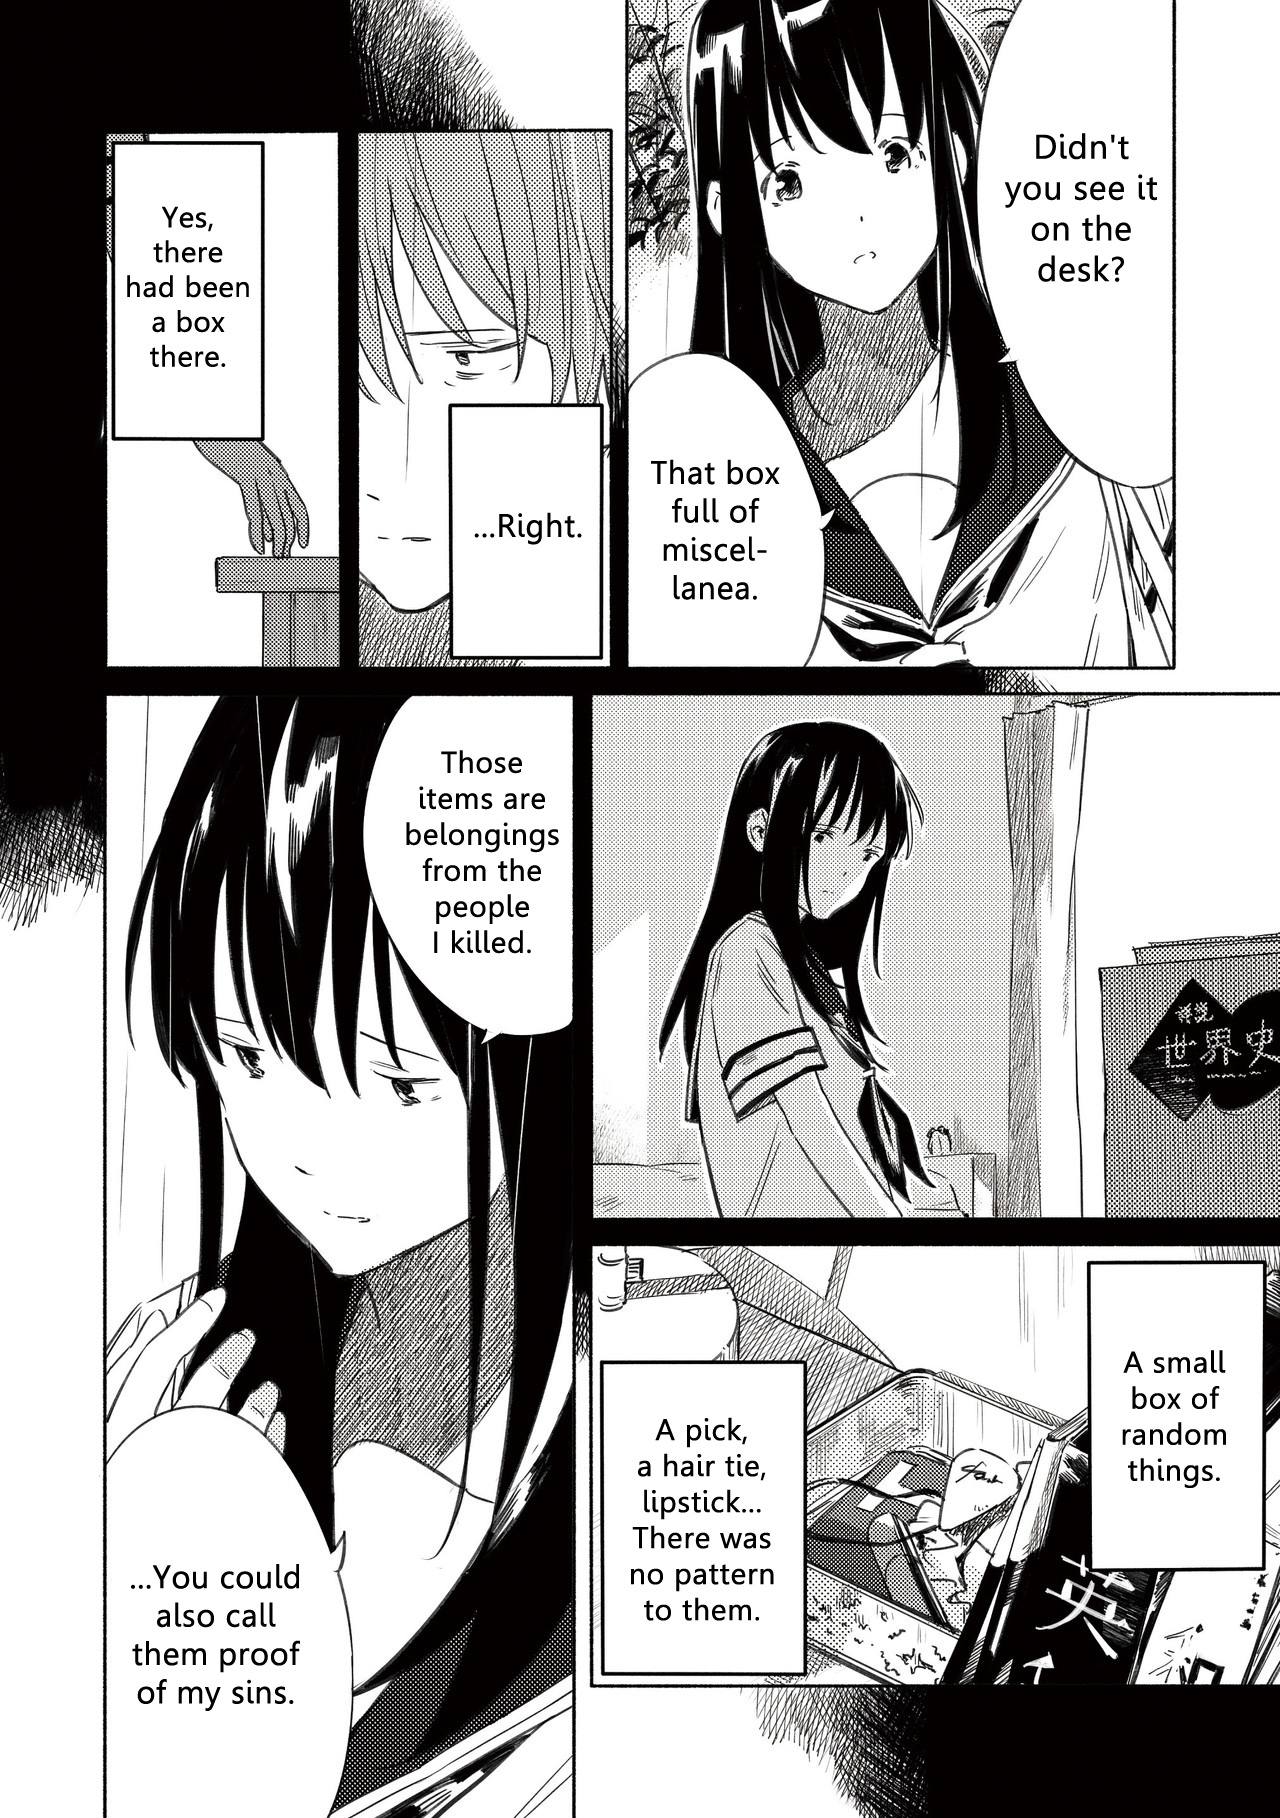 Didn't
you see it
on the
desk?
That box
full of
miscel-
lanea.
...Right.
Yes,
there
had been
a box
there.
世界史
A small
box of
random
things.
A pick,
a hair tie,
lipstick...
There was
no pattern
to them.
英
Those
items are
belongings
from the
people
I killed.
...You could
also call
them proof
of my sins.